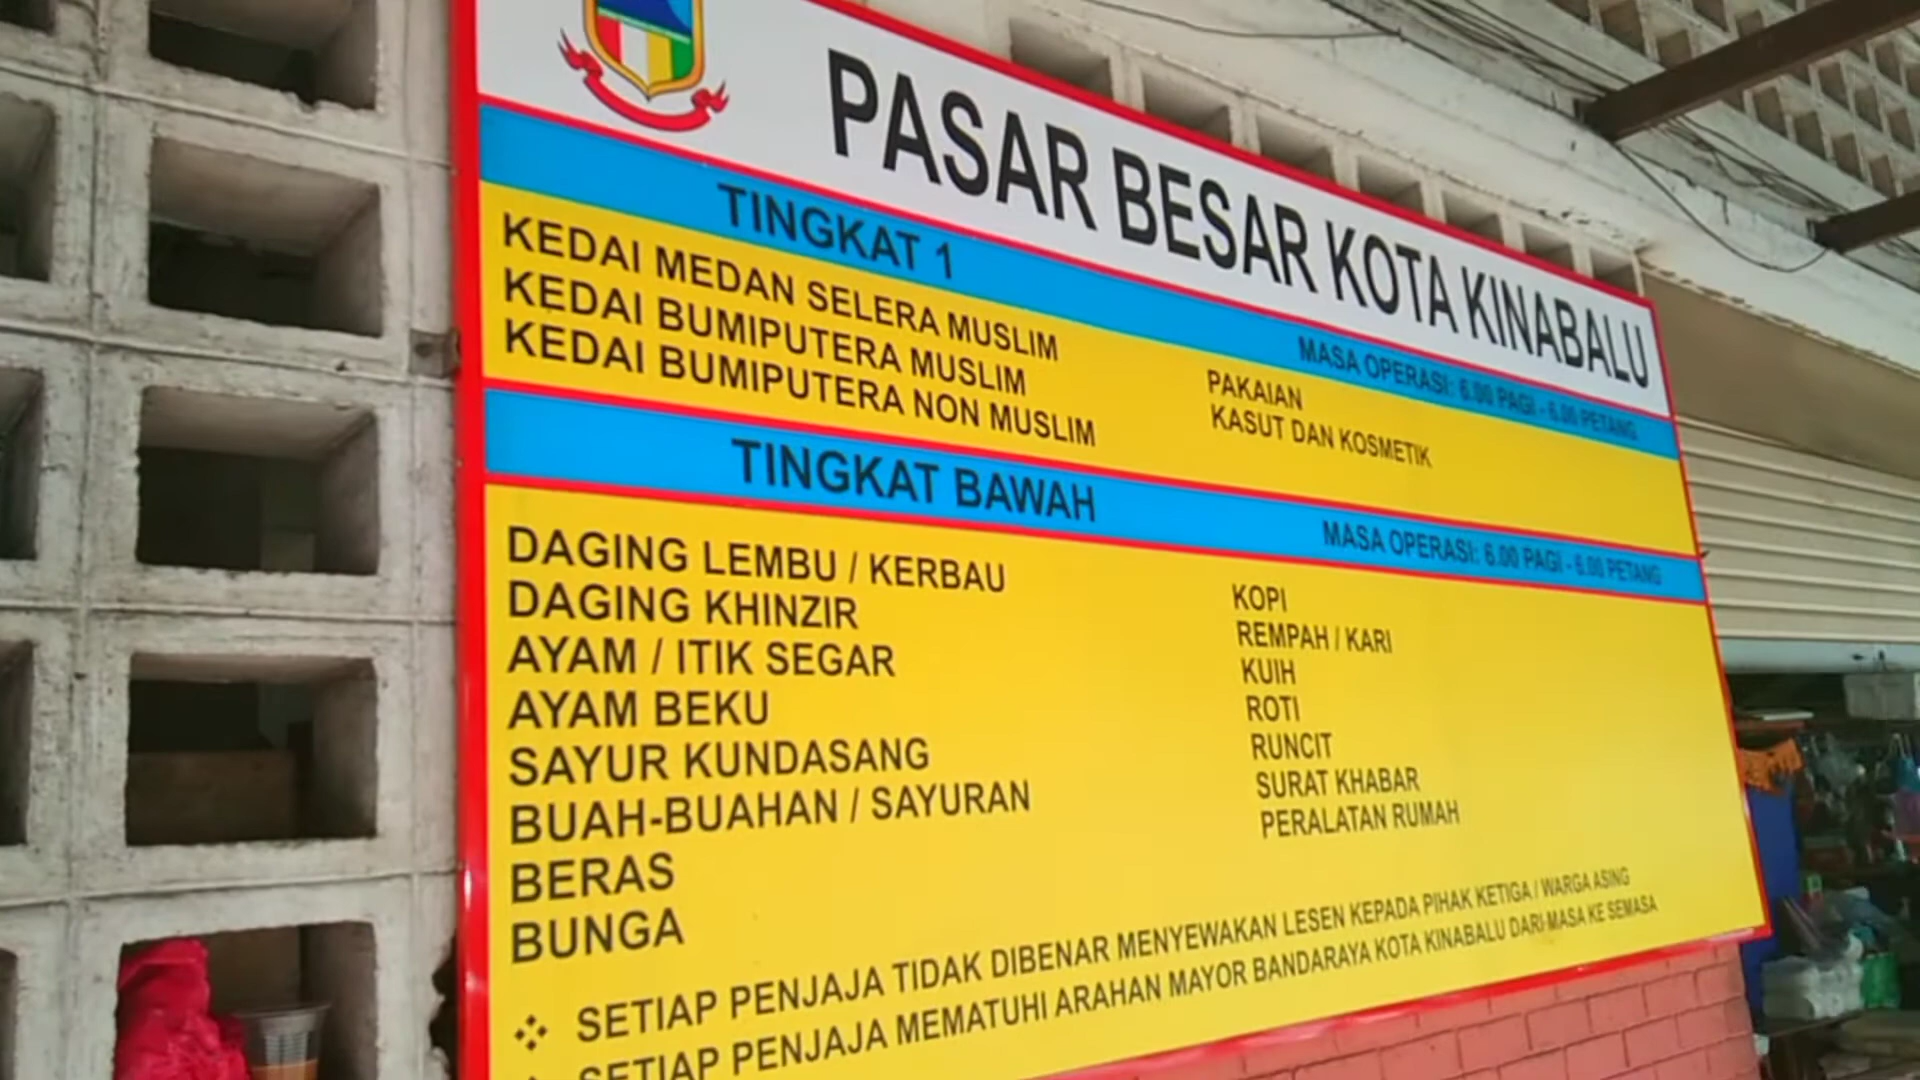 PASAR BESAR KOTA KINABALU
TINGKAT 1
MASA OPERASI: 6.00 PAGI - 6.00 PETANG
KEDAI MEDAN SELERA MUSLIM
KEDAI BUMIPUTERA MUSLIM
KEDAI BUMIPUTERA NON MUSLIM
PAKAIAN
KASUT DAN KOSMETIK
TINGKAT BAWAH
MASA OPERASI: 6.00 PAGI - 6.00 PETANG
DAGING LEMBU / KERBAU
DAGING KHINZIR
AYAM / ITIK SEGAR
AYAM BEKU
SAYUR KUNDASANG
BUAH-BUAHAN / SAYURAN
BERAS
BUNGA
KOPI
REMPAH / KARI
KUIH
ROTI
RUNCIT
SURAT KHABAR
PERALATAN RUMAH
❖ SETIAP PENJAJA TIDAK DIBENAR MENYEWAKAN LESEN KEPADA PIHAK KETIGA / WARGA ASING
❖ SETIAP PENJAJA MEMATUHI ARAHAN MAYOR BANDARAYA KOTA KINABALU DARI MASA KE SEMASA